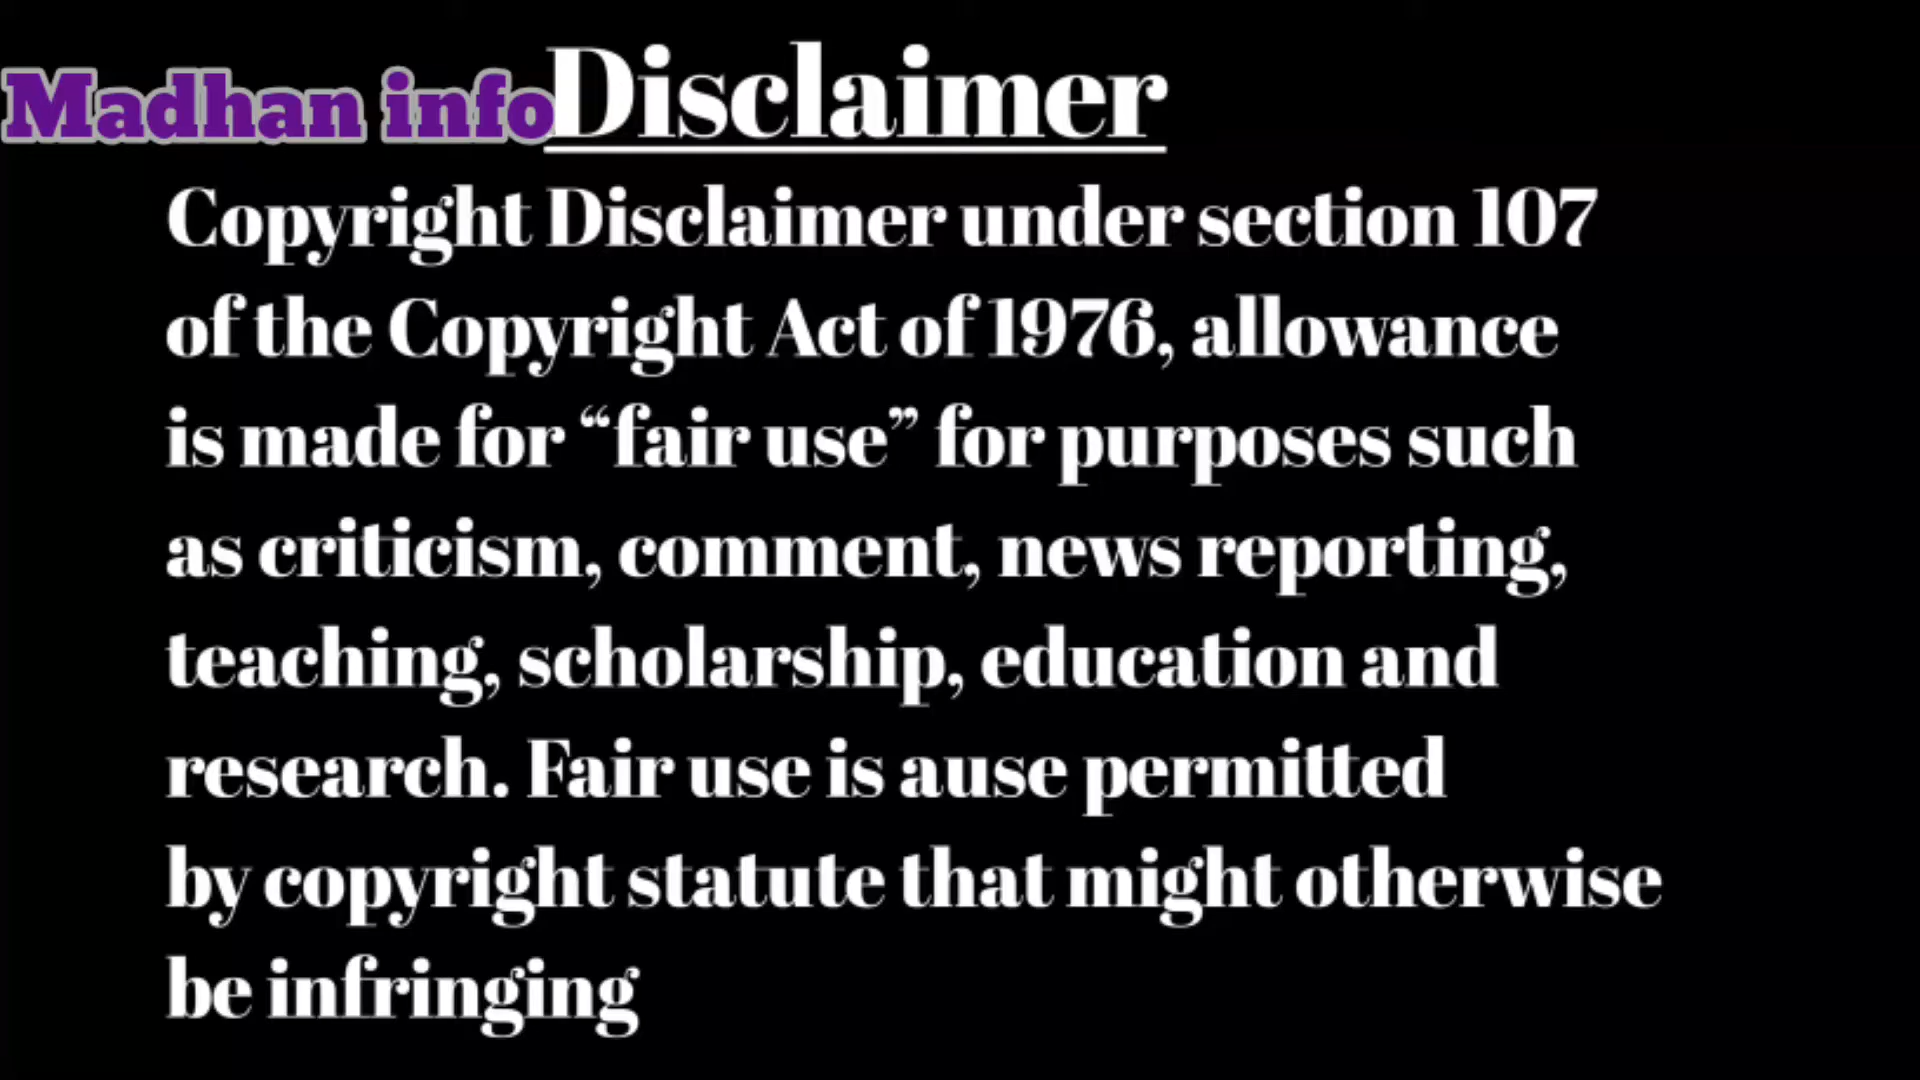 Madhan info
Disclaimer
Copyright Disclaimer under section 107
of the Copyright Act of 1976, allowance
is made for “fair use” for purposes such
as criticism, comment, news reporting,
teaching, scholarship, education and
research. Fair use is ause permitted
by copyright statute that might otherwise
be infringing